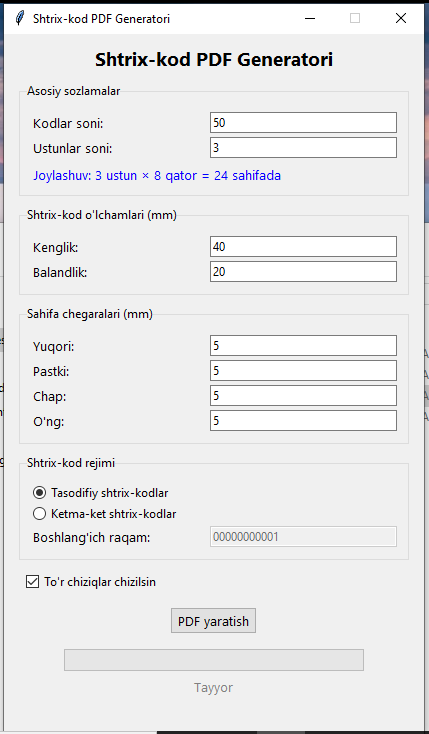 Shtrix-kod PDF Generatori
Shtrix-kod PDF Generatori
Asosiy sozlamalar
Kodlar soni: 50
Ustunlar soni: 3
Joylashuv: 3 ustun × 8 qator = 24 sahifada
Shtrix-kod o'lchamlari (mm)
Kenglik: 40
Balandlik: 20
Sahifa chegaralari (mm)
Yuqori: 5
Pastki: 5
Chap: 5
O'ng: 5
Shtrix-kod rejimi
Tasodifiy shtrix-kodlar
Ketma-ket shtrix-kodlar
Boshlang'ich raqam: 00000000001
To'r chiziqlar chizilsin
PDF yaratish
Tayyor